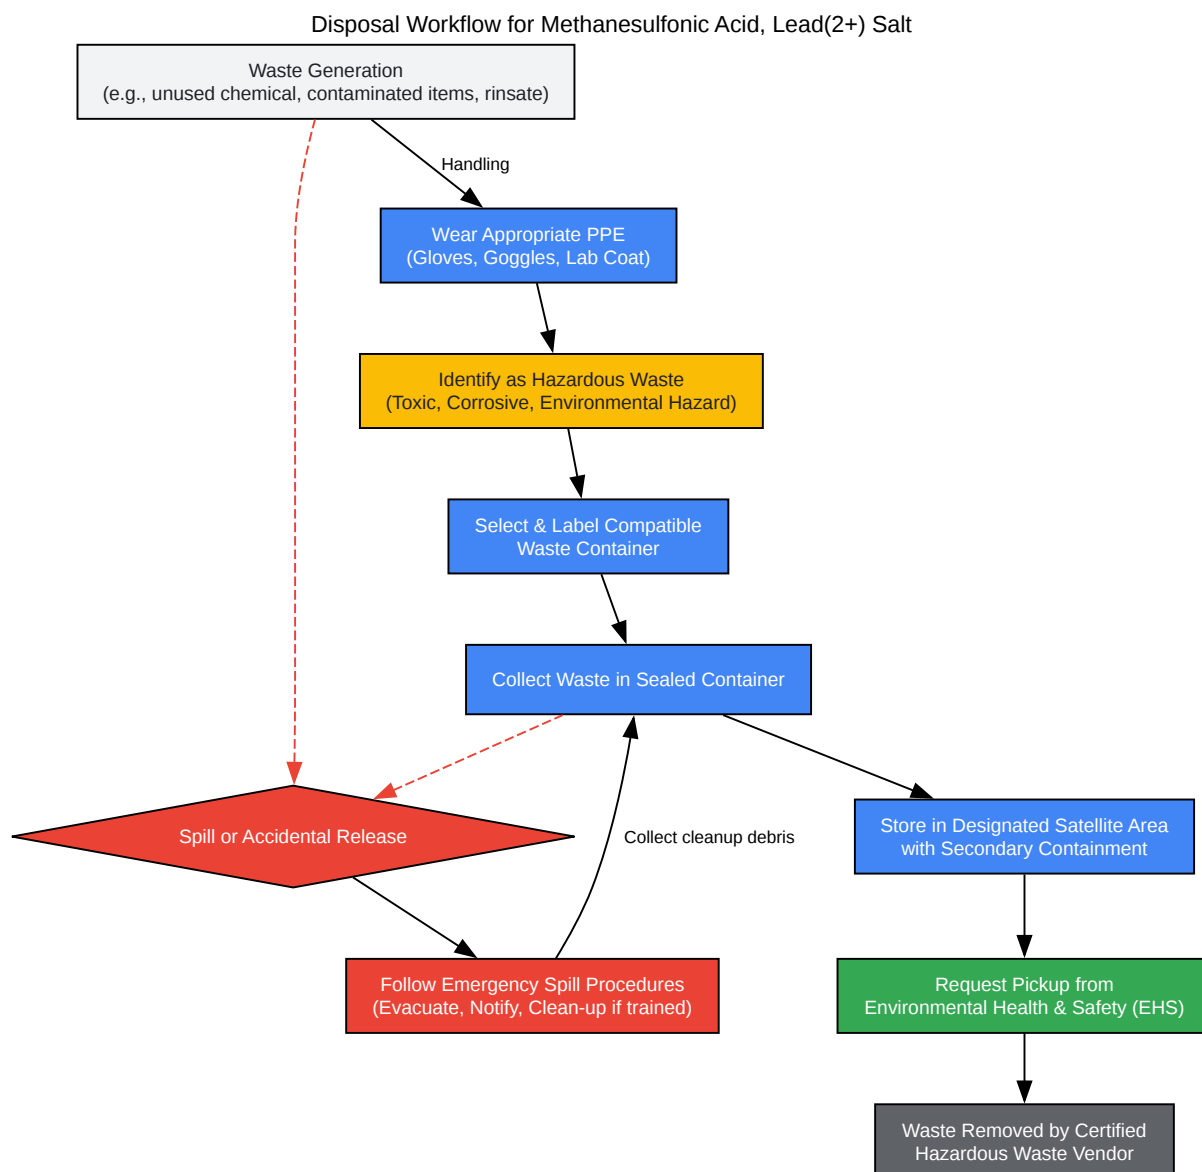 Disposal Workflow for Methanesulfonic Acid, Lead(2+) Salt
Waste Generation
(e.g., unused chemical, contaminated items, rinsate)
Handling
Wear Appropriate PPE
(Gloves, Goggles, Lab Coat)
Identify as Hazardous Waste
(Toxic, Corrosive, Environmental Hazard)
Select & Label Compatible
Waste Container
Collect Waste in Sealed Container
Spill or Accidental Release
Collect cleanup debris
Store in Designated Satellite Area
with Secondary Containment
Follow Emergency Spill Procedures
(Evacuate, Notify, Clean-up if trained)
Request Pickup from
Environmental Health & Safety (EHS)
Waste Removed by Certified
Hazardous Waste Vendor